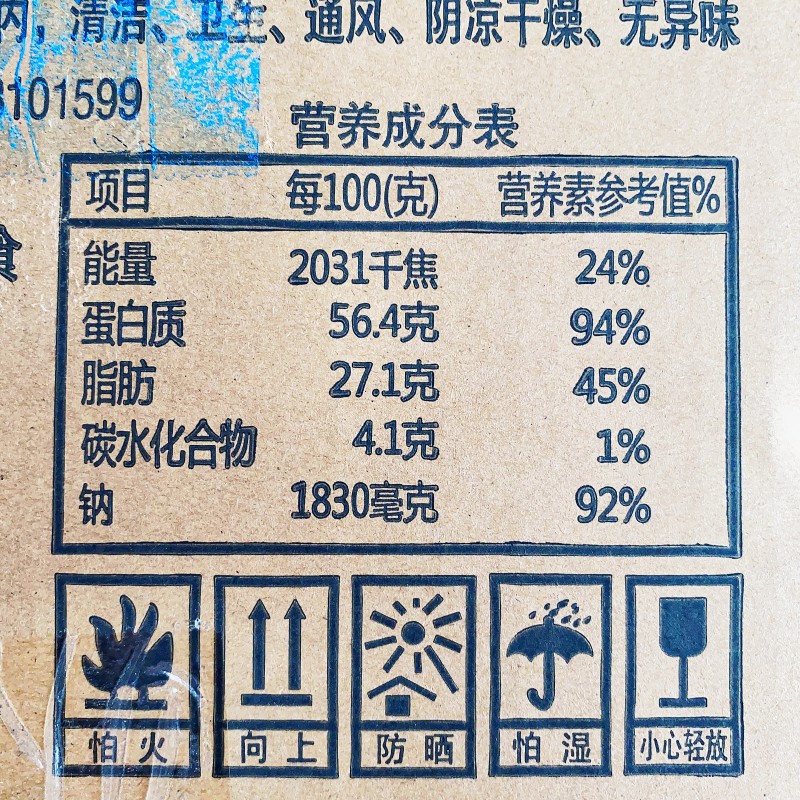 内，清洁、卫生、通风、阴凉干燥、无异味
3101599
营养成分表
食
项目 每100(克) 营养素参考值%
能量 2031千焦 24%
蛋白质 56.4克 94%
脂肪 27.1克 45%
碳水化合物 4.1克 1%
钠 1830毫克 92%
怕火 向上 防晒 怕湿 小心轻放